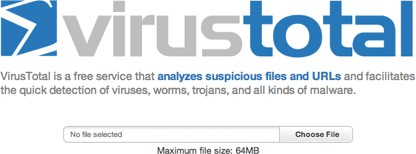 virustotal
VirusTotal is a free service that analyzes suspicious files and URLs and facilitates
the quick detection of viruses, worms, trojans, and all kinds of malware.
No file selected Choose File
Maximum file size: 64MB